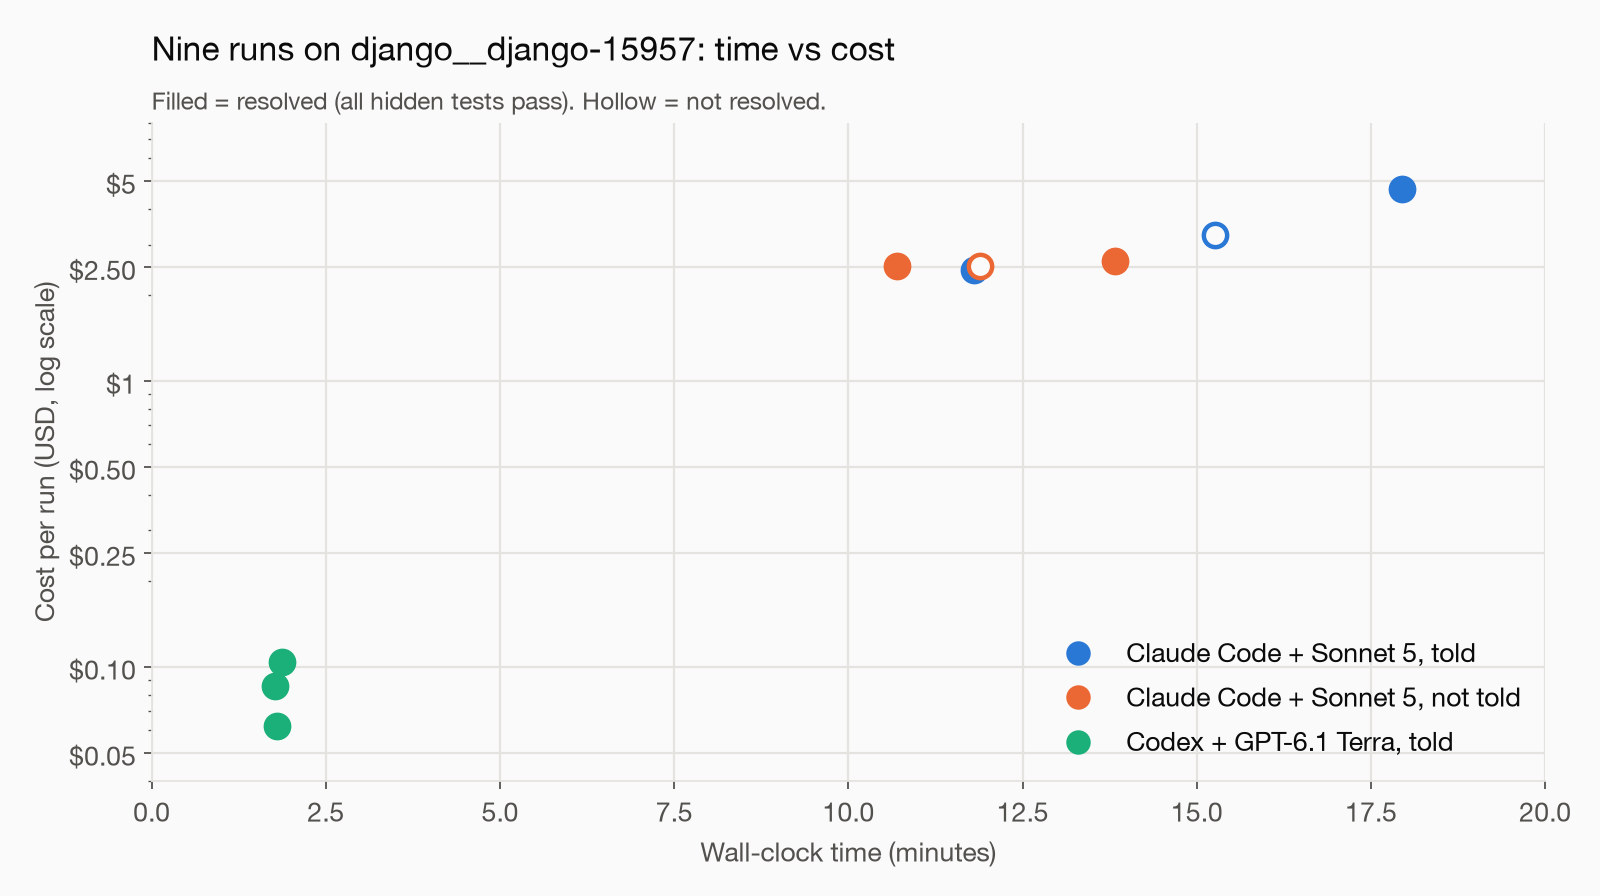 Nine runs on django__django-15957: time vs cost
Filled = resolved (all hidden tests pass). Hollow = not resolved.
Cost per run (USD, log scale)
$5
$2.50
$1
$0.50
$0.25
$0.10
$0.05
Claude Code + Sonnet 5, told
Claude Code + Sonnet 5, not told
Codex + GPT-6.1 Terra, told
0.0 2.5 5.0 7.5 10.0 12.5 15.0 17.5 20.0
Wall-clock time (minutes)